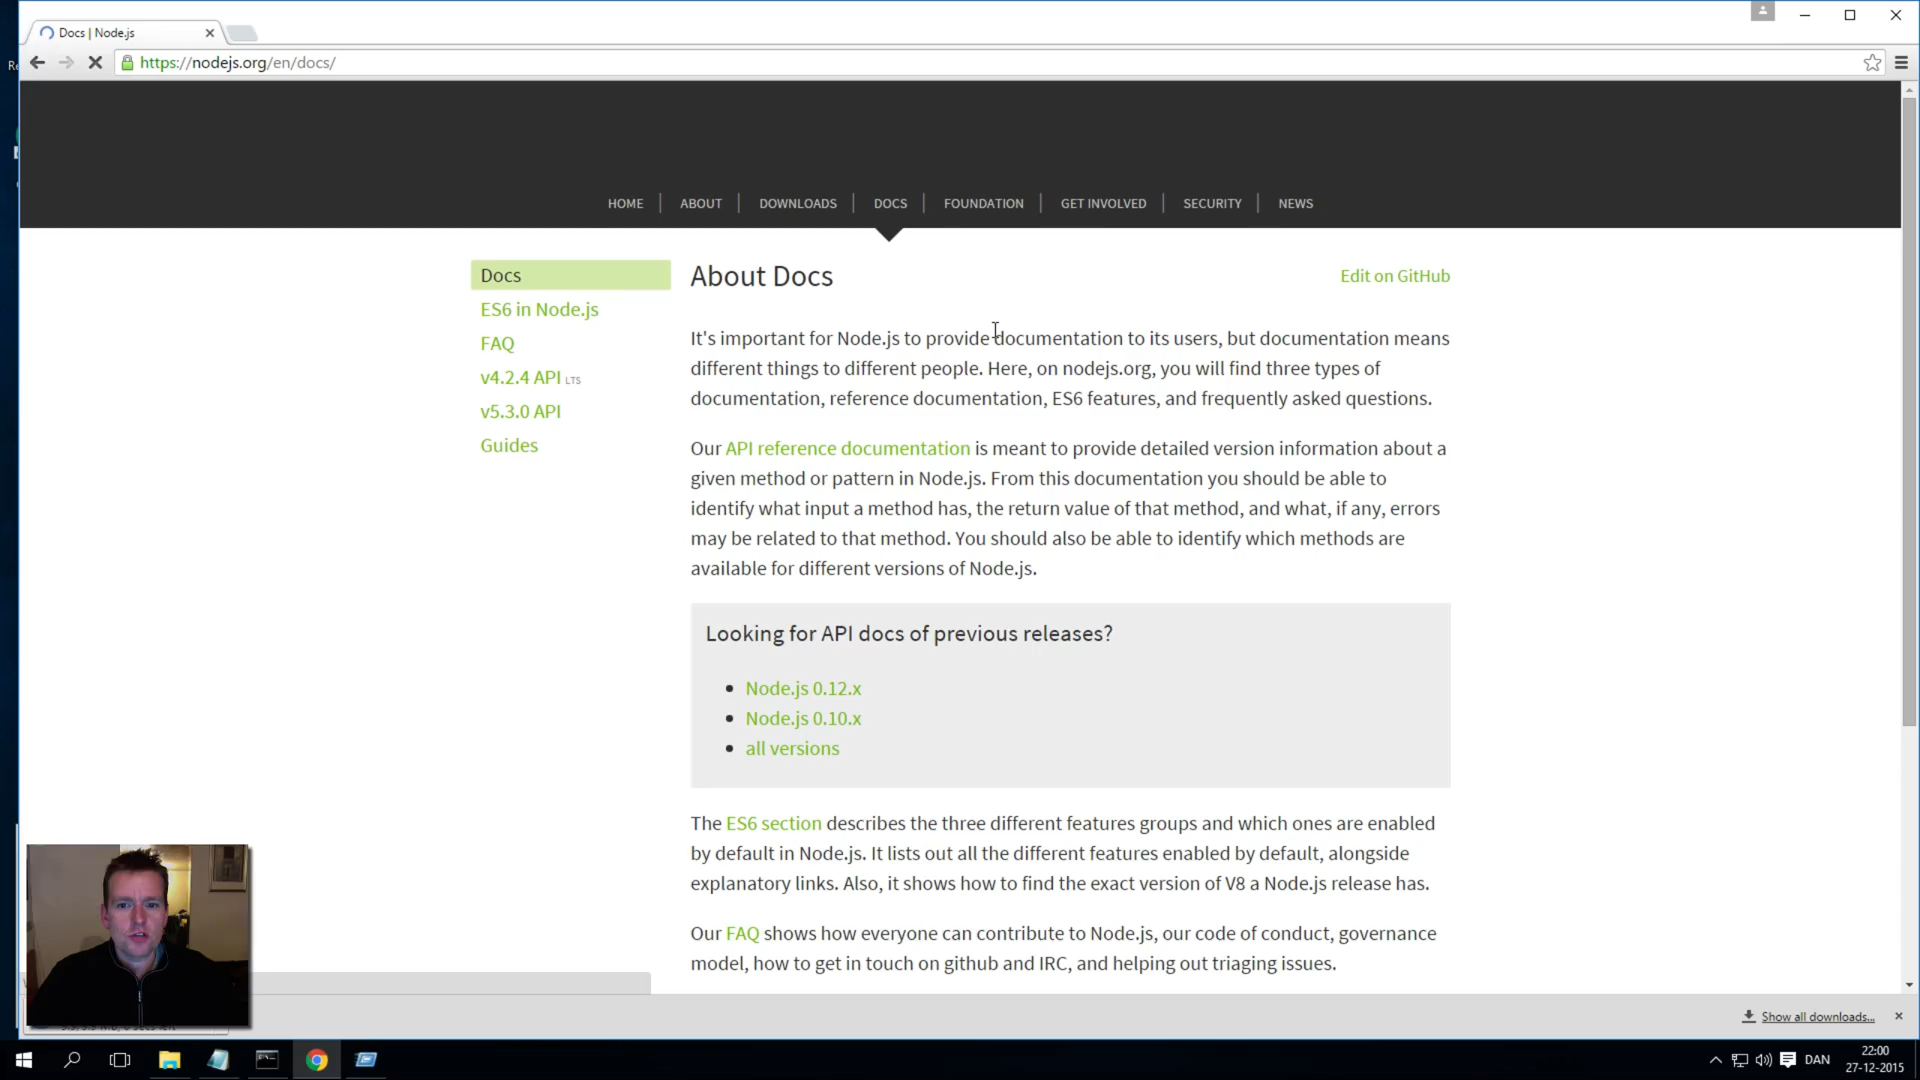 Docs | Node.js
https://nodejs.org/en/docs/
Re
HOME ABOUT DOWNLOADS DOCS FOUNDATION GET INVOLVED SECURITY NEWS
Docs
ES6 in Node.js
FAQ
v4.2.4 API LTS
v5.3.0 API
Guides
About Docs
Edit on GitHub
It's important for Node.js to provide documentation to its users, but documentation means
different things to different people. Here, on nodejs.org, you will find three types of
documentation, reference documentation, ES6 features, and frequently asked questions.
Our API reference documentation is meant to provide detailed version information about a
given method or pattern in Node.js. From this documentation you should be able to
identify what input a method has, the return value of that method, and what, if any, errors
may be related to that method. You should also be able to identify which methods are
available for different versions of Node.js.
Looking for API docs of previous releases?
Node.js 0.12.x
Node.js 0.10.x
all versions
The ES6 section describes the three different features groups and which ones are enabled
by default in Node.js. It lists out all the different features enabled by default, alongside
explanatory links. Also, it shows how to find the exact version of V8 a Node.js release has.
Our FAQ shows how everyone can contribute to Node.js, our code of conduct, governance
model, how to get in touch on github and IRC, and helping out triaging issues.
Show all downloads...
DAN
22:00
27-12-2015